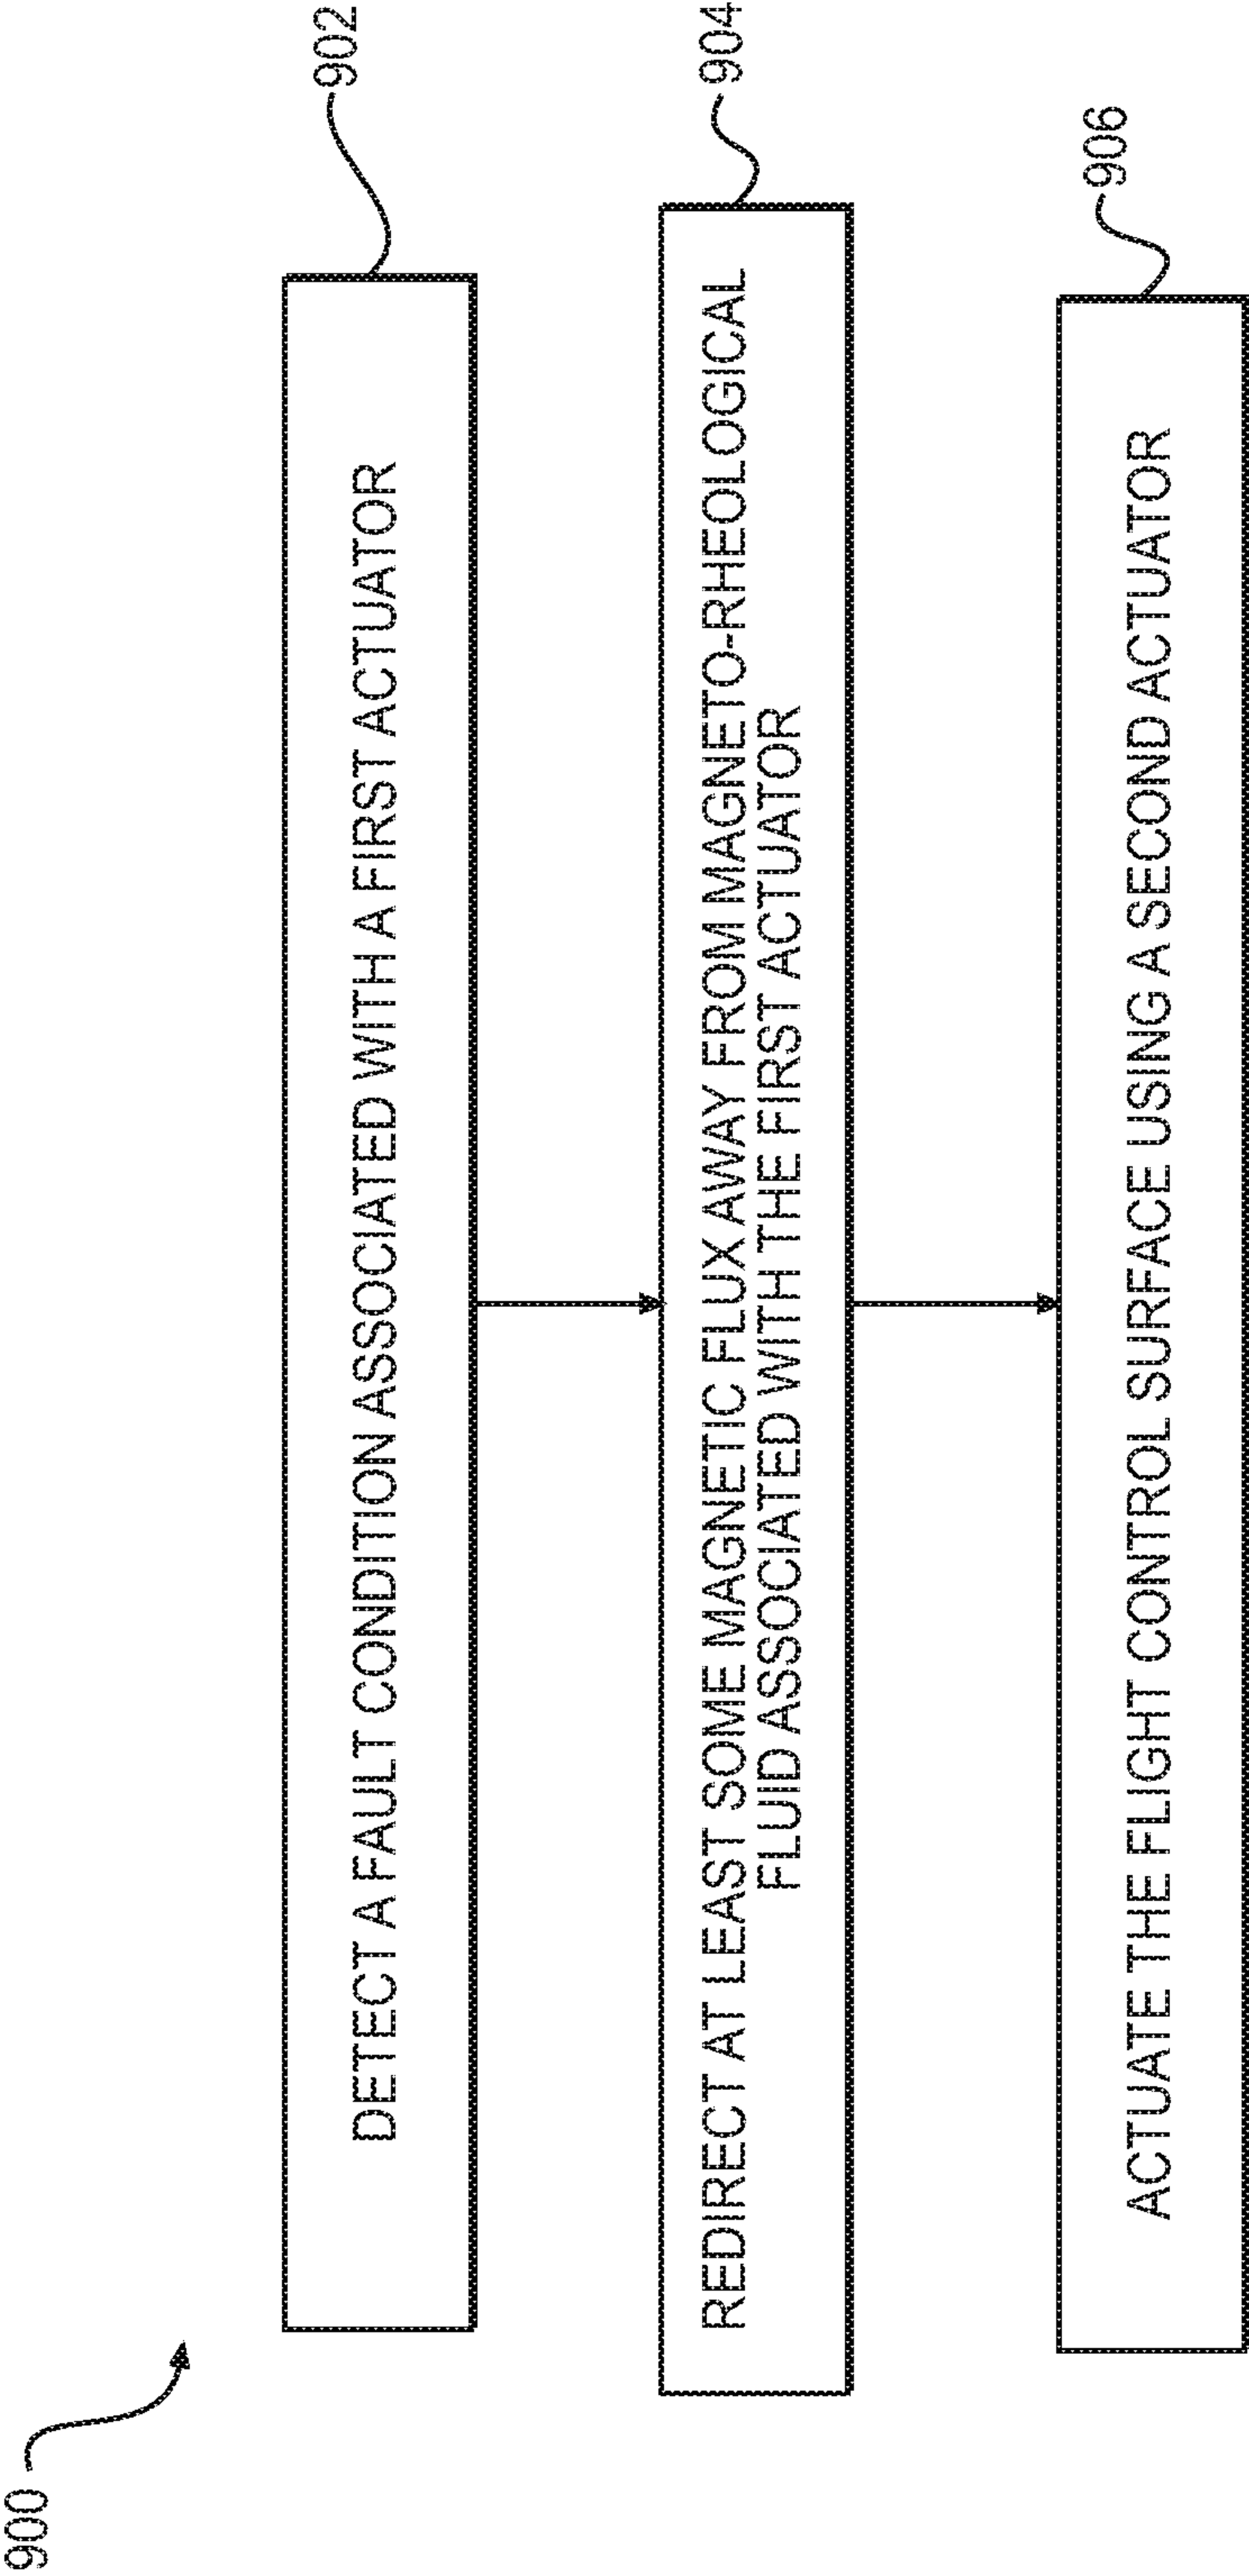 900
902
DETECT A FAULT CONDITION ASSOCIATED WITH A FIRST ACTUATOR
904
REDIRECT AT LEAST SOME MAGNETIC FLUX AWAY FROM MAGNETO-RHEOLOGICAL
FLUID ASSOCIATED WITH THE FIRST ACTUATOR
906
ACTUATE THE FLIGHT CONTROL SURFACE USING A SECOND ACTUATOR